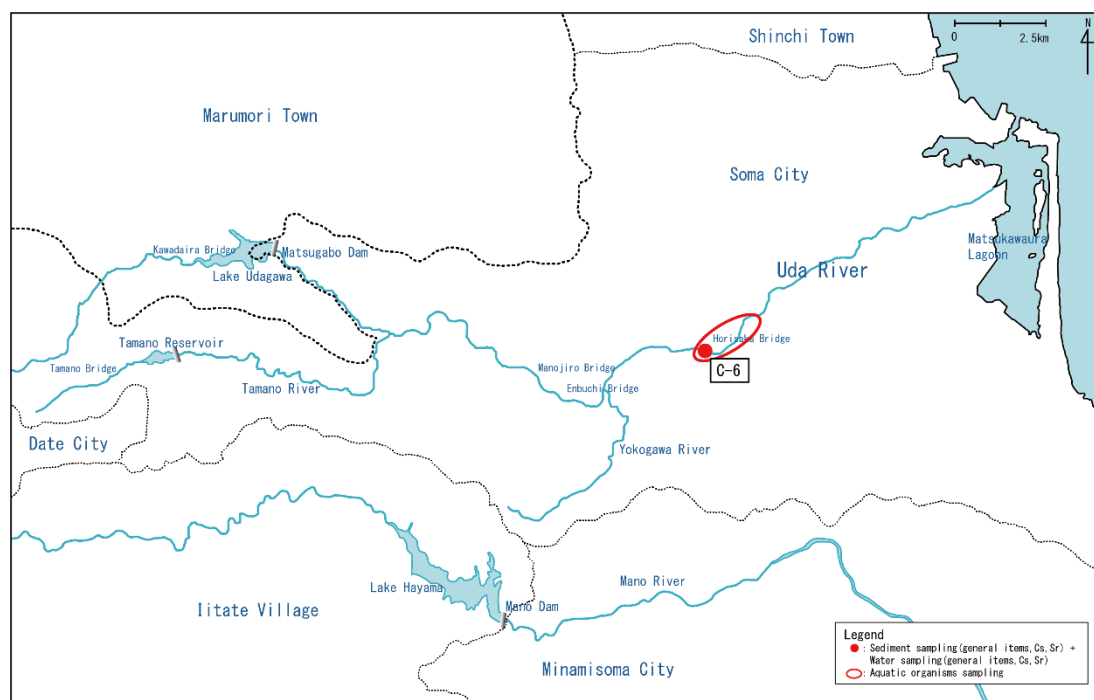 Shinchi Town
0 2.5km
N
Marumori Town
Soma City
Kawadaira Bridge
Matsugabo Dam
Lake Udagawa
Matsukawaura
Lagoon
Uda River
Tamano Reservoir
Horisaka Bridge
Tamano Bridge
Manojiro Bridge
C-6
Tamano River
Enbuchi Bridge
Date City
Yokogawa River
Lake Hayama
Mano River
Iitate Village
Mano Dam
Minamisoma City
Legend
: Sediment sampling(general items,Cs,Sr) +
Water sampling(general items,Cs,Sr)
: Aquatic organisms sampling